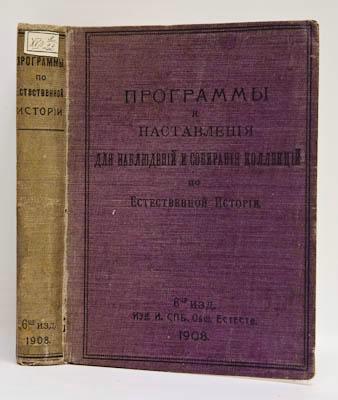 ПРОГРАММЫ
ПО
ЕСТЕСТВЕННОЙ
ИСТОРІИ
6ое изд.
1908.
ПРОГРАММЫ
и
НАСТАВЛЕНІЯ
ДЛЯ НАБЛЮДЕНІЙ И СОБИРАНІЯ КОЛЛЕКЦІЙ
по
ЕСТЕСТВЕННОЙ ИСТОРІИ
6ое изд.
Изд. И. СПБ. Общ. Естеств.
1908.